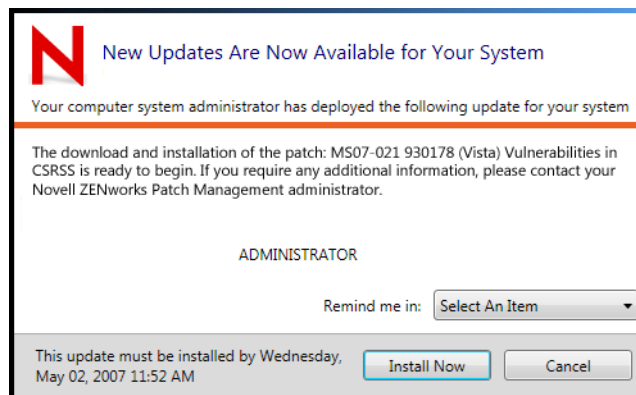 N
New Updates Are Now Available for Your System
Your computer system administrator has deployed the following update for your system
The download and installation of the patch: MS07-021 930178 (Vista) Vulnerabilities in
CSRSS is ready to begin. If you require any additional information, please contact your
Novell ZENworks Patch Management administrator.
ADMINISTRATOR
Remind me in: Select An Item
This update must be installed by Wednesday,
May 02, 2007 11:52 AM
Install Now Cancel